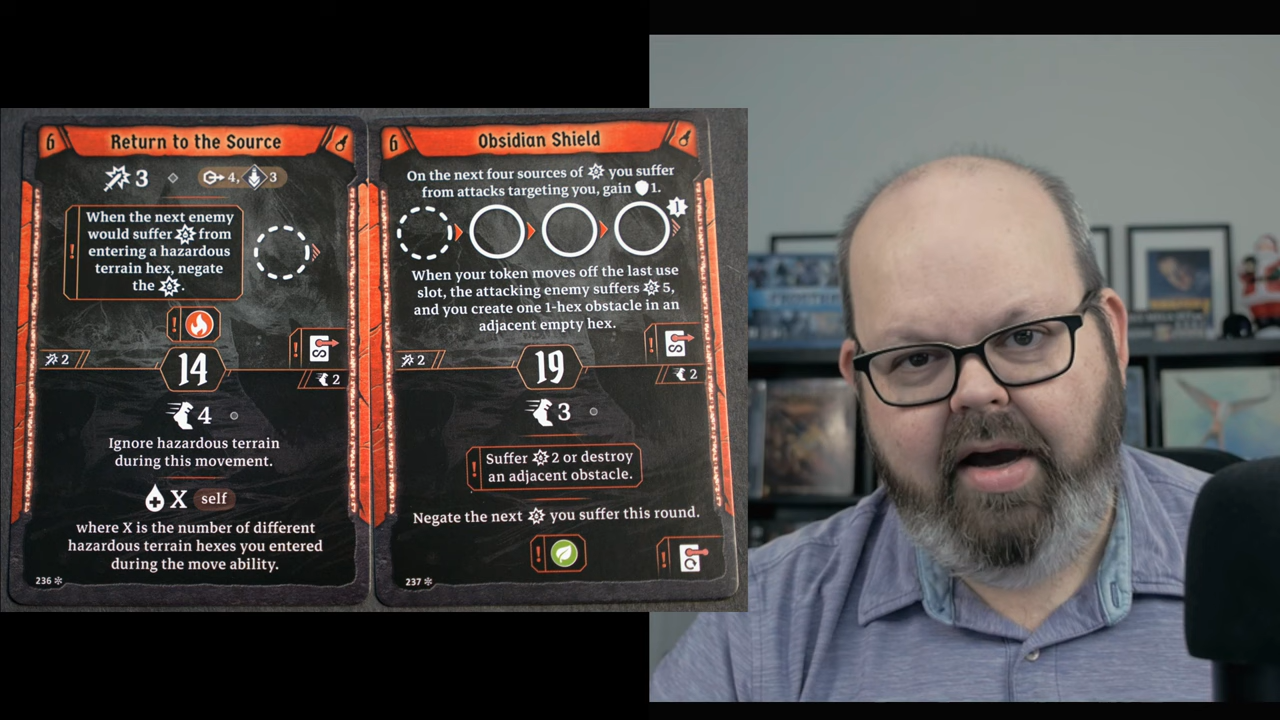 6 Return to the Source
3 4, 3
When the next enemy
would suffer from
entering a hazardous
terrain hex, negate
the .
2
14
2
4
Ignore hazardous terrain
during this movement.
X self
where X is the number of different
hazardous terrain hexes you entered
during the move ability.
236
6 Obsidian Shield
On the next four sources of you suffer
from attacks targeting you, gain 1.
1
When your token moves off the last use
slot, the attacking enemy suffers 5,
and you create one 1-hex obstacle in an
adjacent empty hex.
2
19
2
3
Suffer 2 or destroy
an adjacent obstacle.
Negate the next you suffer this round.
237